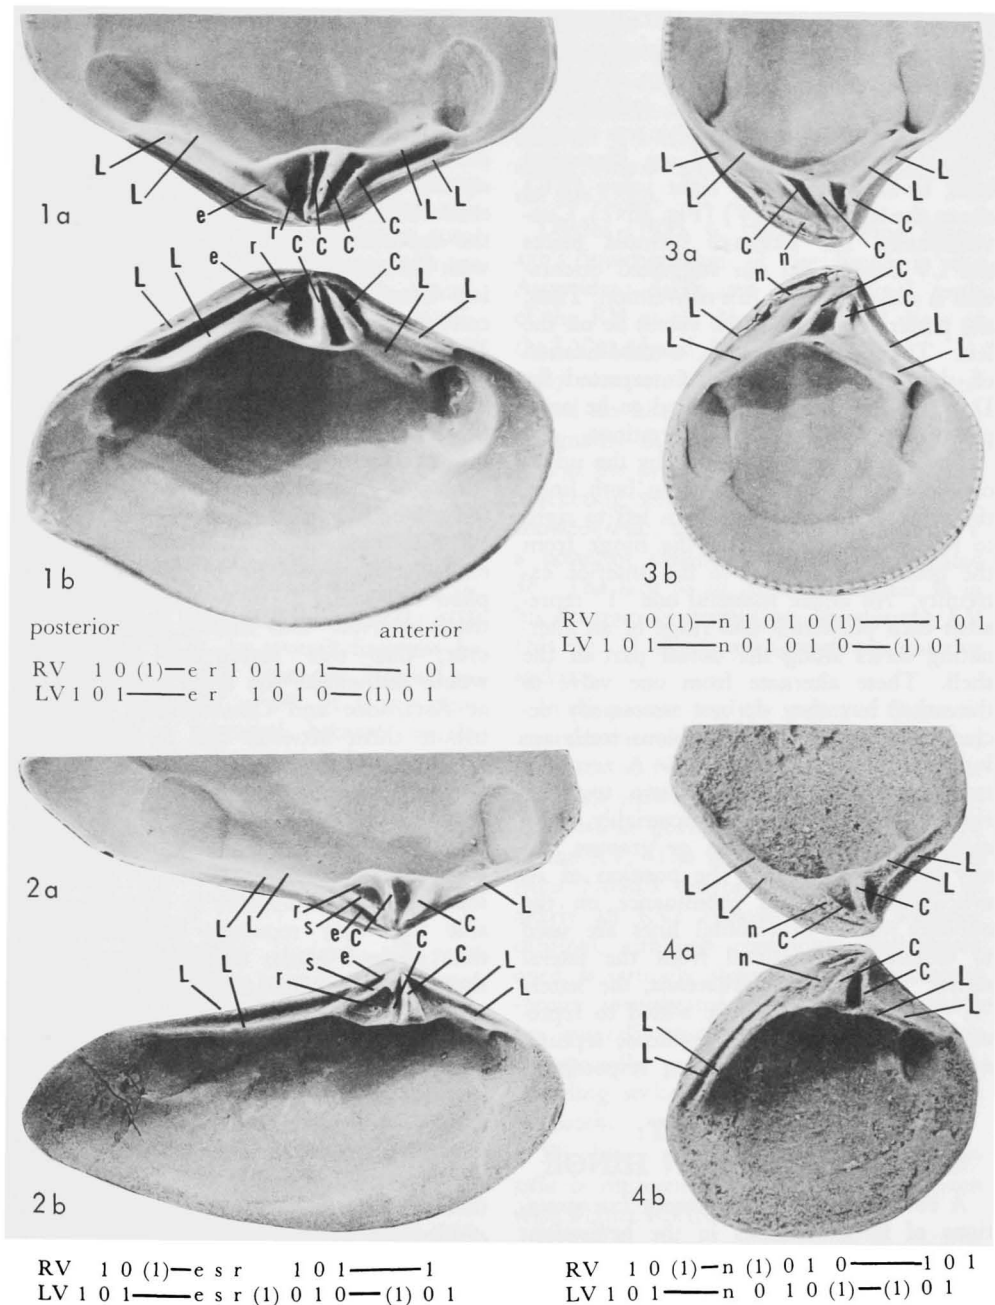 L L L L
L L L L
1a e r C C C C L L
3a C n C C
r e C
L L L L
n C C
L L L L
1b
3b
posterior anterior
RV 1 0 (1)—e r 1 0 1 0 1——1 0 1
LV 1 0 1——e r 1 0 1 0—(1) 0 1
RV 1 0 (1)—n 1 0 1 0 (1)——1 0 1
LV 1 0 1——n 0 1 0 1 0——(1) 0 1
2a
L L r s e C C L
L L r s e C C L
2b
4a
L L n C C L L
n C C L L
L L
4b
RV 1 0 (1)—e s r 1 0 1——1
LV 1 0 1——e s r (1) 0 1 0—(1) 0 1
RV 1 0 (1)—n (1) 0 1 0——1 0 1
LV 1 0 1——n 0 1 0 (1)—(1) 0 1